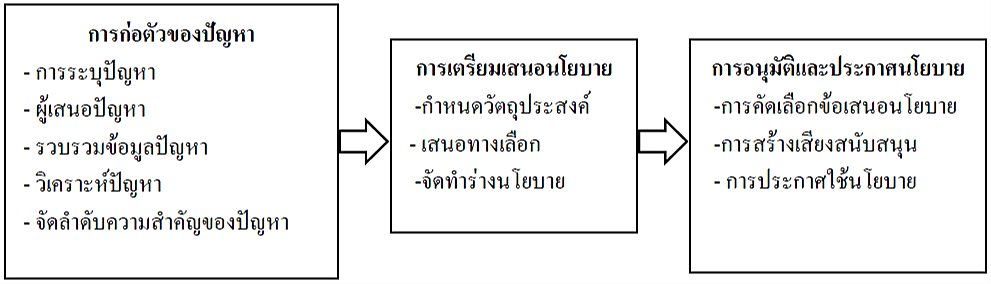 การก่อตัวของปัญหา
- การระบุปัญหา
- ผู้เสนอปัญหา
- รวบรวมข้อมูลปัญหา
- วิเคราะห์ปัญหา
- จัดลำดับความสำคัญของปัญหา
การเตรียมเสนอนโยบาย
-กำหนดวัตถุประสงค์
- เสนอทางเลือก
-จัดทำร่างนโยบาย
การอนุมัติและประกาศนโยบาย
-การคัดเลือกข้อเสนอนโยบาย
-การสร้างเสียงสนับสนุน
- การประกาศใช้นโยบาย